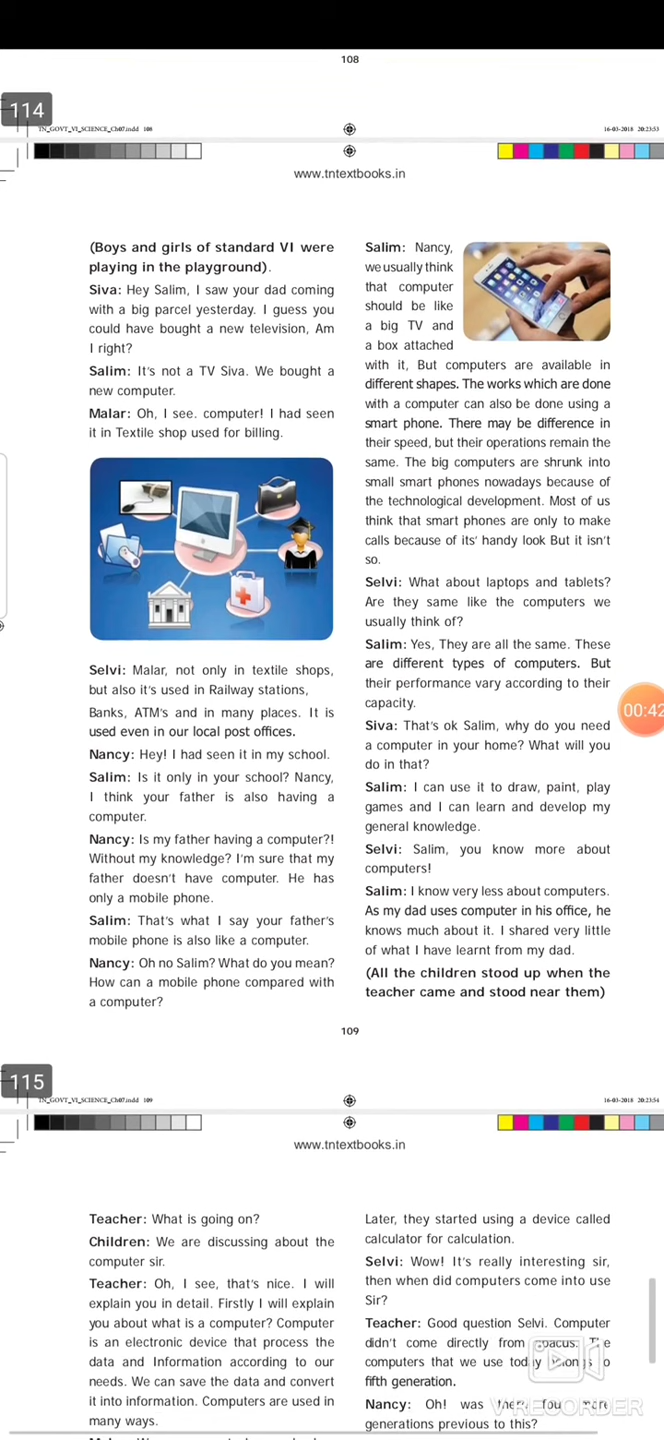 108
114
TN_GOVT_VI_SCIENCE_Ch07.indd 108
16-03-2018 20:23:53
www.tntextbooks.in
(Boys and girls of standard VI were
playing in the playground).
Siva: Hey Salim, I saw your dad coming
with a big parcel yesterday. I guess you
could have bought a new television, Am
I right?
Salim: It's not a TV Siva. We bought a
new computer.
Malar: Oh, I see. computer! I had seen
it in Textile shop used for billing.
Selvi: Malar, not only in textile shops,
but also it's used in Railway stations,
Banks, ATM's and in many places. It is
used even in our local post offices.
Nancy: Hey! I had seen it in my school.
Salim: Is it only in your school? Nancy,
I think your father is also having a
computer.
Nancy: Is my father having a computer?!
Without my knowledge? I'm sure that my
father doesn't have computer. He has
only a mobile phone.
Salim: That's what I say your father's
mobile phone is also like a computer.
Nancy: Oh no Salim? What do you mean?
How can a mobile phone compared with
a computer?
Salim: Nancy,
we usually think
that computer
should be like
a big TV and
a box attached
with it, But computers are available in
different shapes. The works which are done
with a computer can also be done using a
smart phone. There may be difference in
their speed, but their operations remain the
same. The big computers are shrunk into
small smart phones nowadays because of
the technological development. Most of us
think that smart phones are only to make
calls because of its' handy look But it isn't
so.
Selvi: What about laptops and tablets?
Are they same like the computers we
usually think of?
Salim: Yes, They are all the same. These
are different types of computers. But
their performance vary according to their
capacity.
Siva: That's ok Salim, why do you need
a computer in your home? What will you
do in that?
Salim: I can use it to draw, paint, play
games and I can learn and develop my
general knowledge.
Selvi: Salim, you know more about
computers!
Salim: I know very less about computers.
As my dad uses computer in his office, he
knows much about it. I shared very little
of what I have learnt from my dad.
(All the children stood up when the
teacher came and stood near them)
00:42
109
115
TN_GOVT_VI_SCIENCE_Ch07.indd 109
16-03-2018 20:23:54
www.tntextbooks.in
Teacher: What is going on?
Children: We are discussing about the
computer sir.
Teacher: Oh, I see, that's nice. I will
explain you in detail. Firstly I will explain
you about what is a computer? Computer
is an electronic device that process the
data and Information according to our
needs. We can save the data and convert
it into information. Computers are used in
many ways.
Later, they started using a device called
calculator for calculation.
Selvi: Wow! It's really interesting sir,
then when did computers come into use
Sir?
Teacher: Good question Selvi. Computer
didn't come directly from abacus. The
computers that we use today belongs to
fifth generation.
Nancy: Oh! was there four more
generations previous to this?
V RECORDER